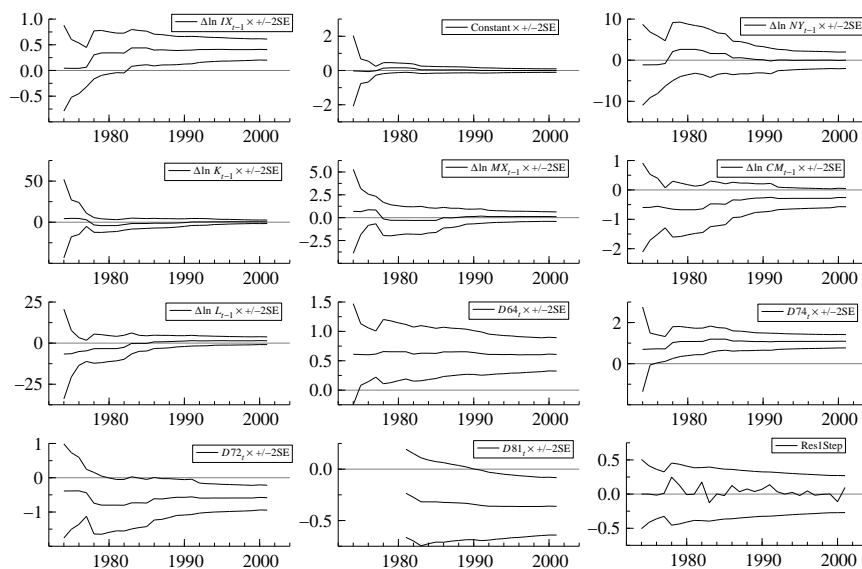 1.0
0.5
0.0
−0.5
Δln IX_{t−1} × +/−2SE
1980 1990 2000
2
0
−2
Constant × +/−2SE
1980 1990 2000
10
0
−10
Δln NY_{t−1} × +/−2SE
1980 1990 2000
50
0
Δln K_{t−1} × +/−2SE
1980 1990 2000
5.0
2.5
0.0
−2.5
Δln MX_{t−1} × +/−2SE
1980 1990 2000
1
0
−1
−2
Δln CM_{t−1} × +/−2SE
1980 1990 2000
25
0
−25
Δln L_{t−1} × +/−2SE
1980 1990 2000
1.5
1.0
0.5
0.0
D64_t × +/−2SE
1980 1990 2000
2
0
D74_t × +/−2SE
1980 1990 2000
1
0
−1
D72_t × +/−2SE
1980 1990 2000
0.0
−0.5
D81_t × +/−2SE
1980 1990 2000
0.5
0.0
−0.5
Res1Step
1980 1990 2000